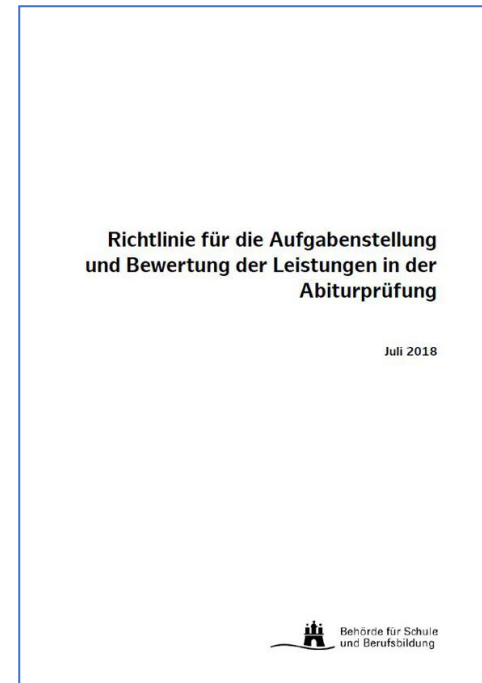 Richtlinie für die Aufgabenstellung
und Bewertung der Leistungen in der
Abiturprüfung
Juli 2018
Behörde für Schule
und Berufsbildung